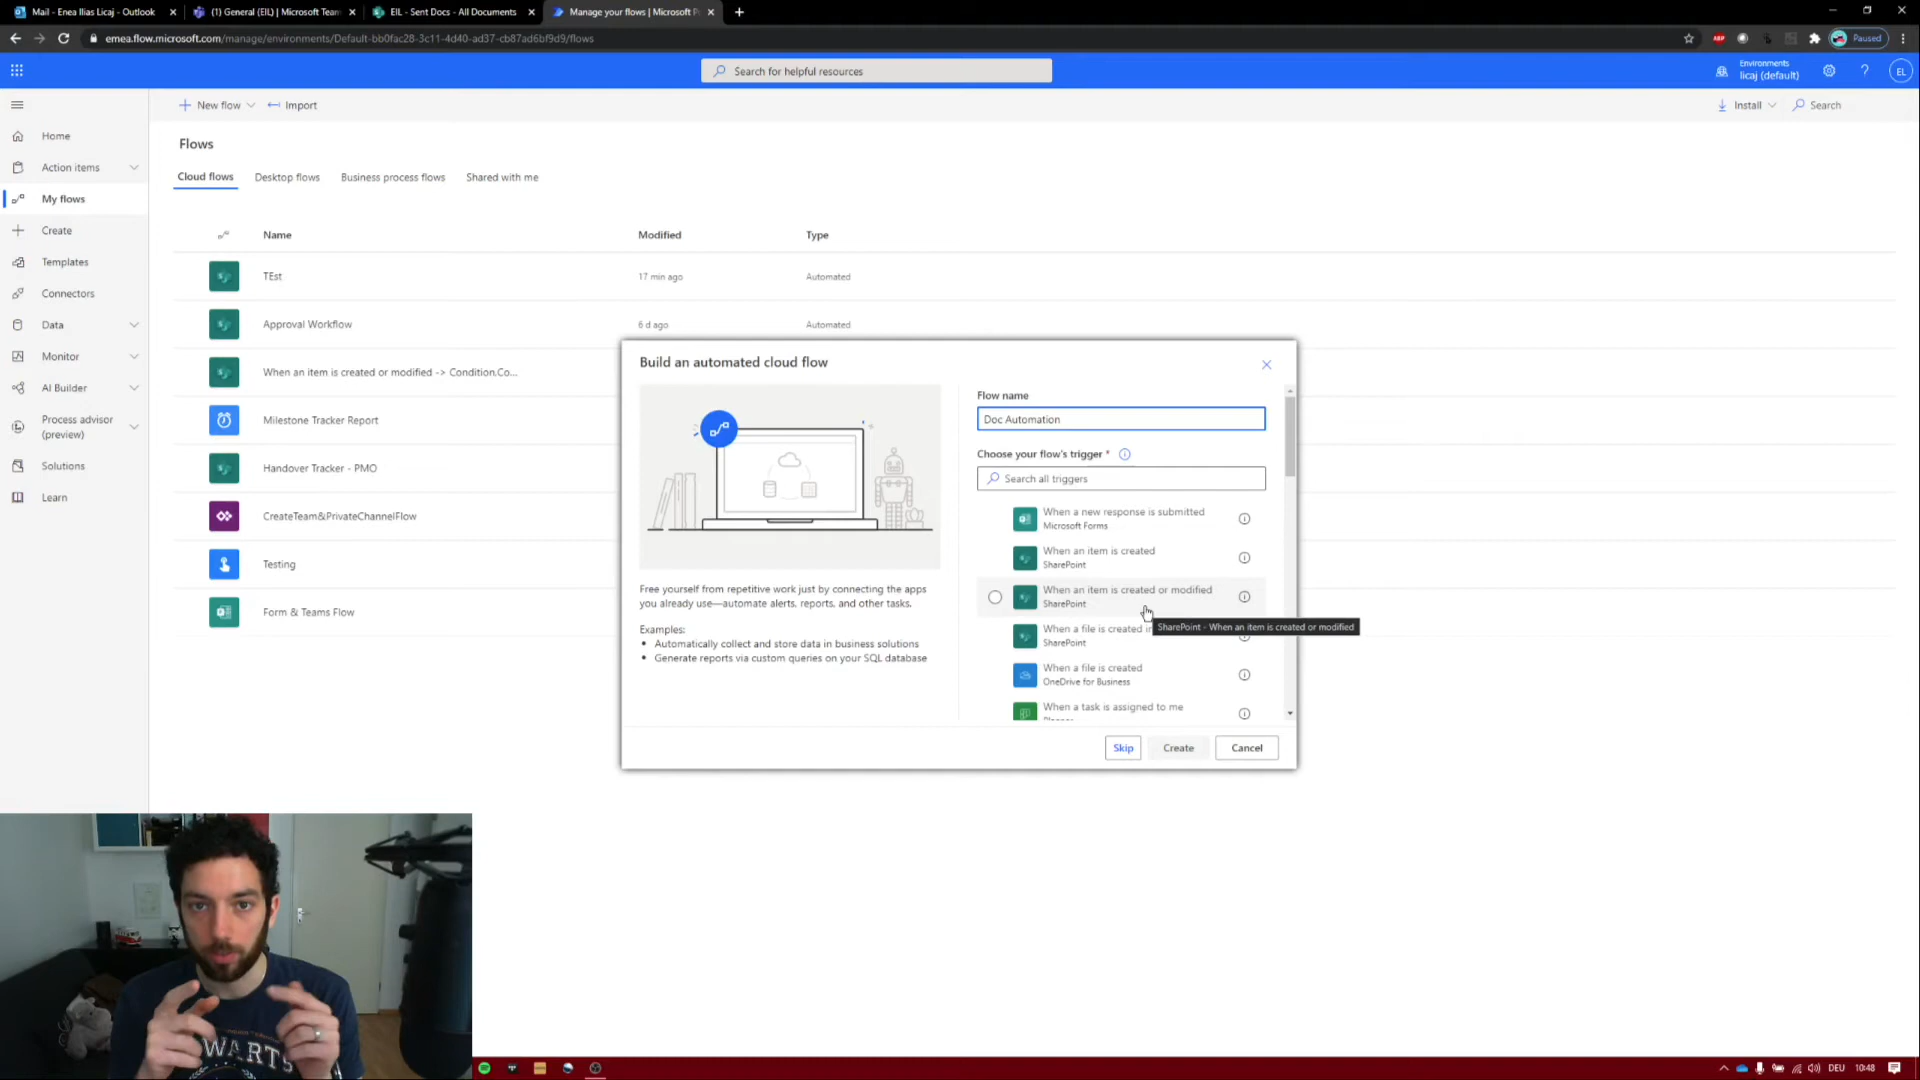 Mail - Enea Ilias Licaj - Outlook
(1) General (EIL) | Microsoft Team
EIL - Sent Docs - All Documents
Manage your flows | Microsoft P
emea.flow.microsoft.com/manage/environments/Default-bb0fac28-3c11-4d40-ad37-cb87ad6bf9d9/flows
ABP
Paused
Search for helpful resources
Environments
licaj (default)
EL
New flow
Import
Install
Search
Home
Action items
My flows
Create
Templates
Connectors
Data
Monitor
AI Builder
Process advisor
(preview)
Solutions
Learn
Flows
Cloud flows
Desktop flows
Business process flows
Shared with me
Name
Modified
Type
TEst
17 min ago
Automated
Approval Workflow
6 d ago
Automated
When an item is created or modified -> Condition,Co...
Milestone Tracker Report
Handover Tracker - PMO
CreateTeam&PrivateChannelFlow
Testing
Form & Teams Flow
Build an automated cloud flow
Free yourself from repetitive work just by connecting the apps
you already use—automate alerts, reports, and other tasks.
Examples:
• Automatically collect and store data in business solutions
• Generate reports via custom queries on your SQL database
Flow name
Doc Automation
Choose your flow's trigger *
Search all triggers
When a new response is submitted
Microsoft Forms
When an item is created
SharePoint
When an item is created or modified
SharePoint
SharePoint - When an item is created or modified
When a file is created in
SharePoint
When a file is created
OneDrive for Business
When a task is assigned to me
Planner
Skip
Create
Cancel
WARTS
DEU
10:48